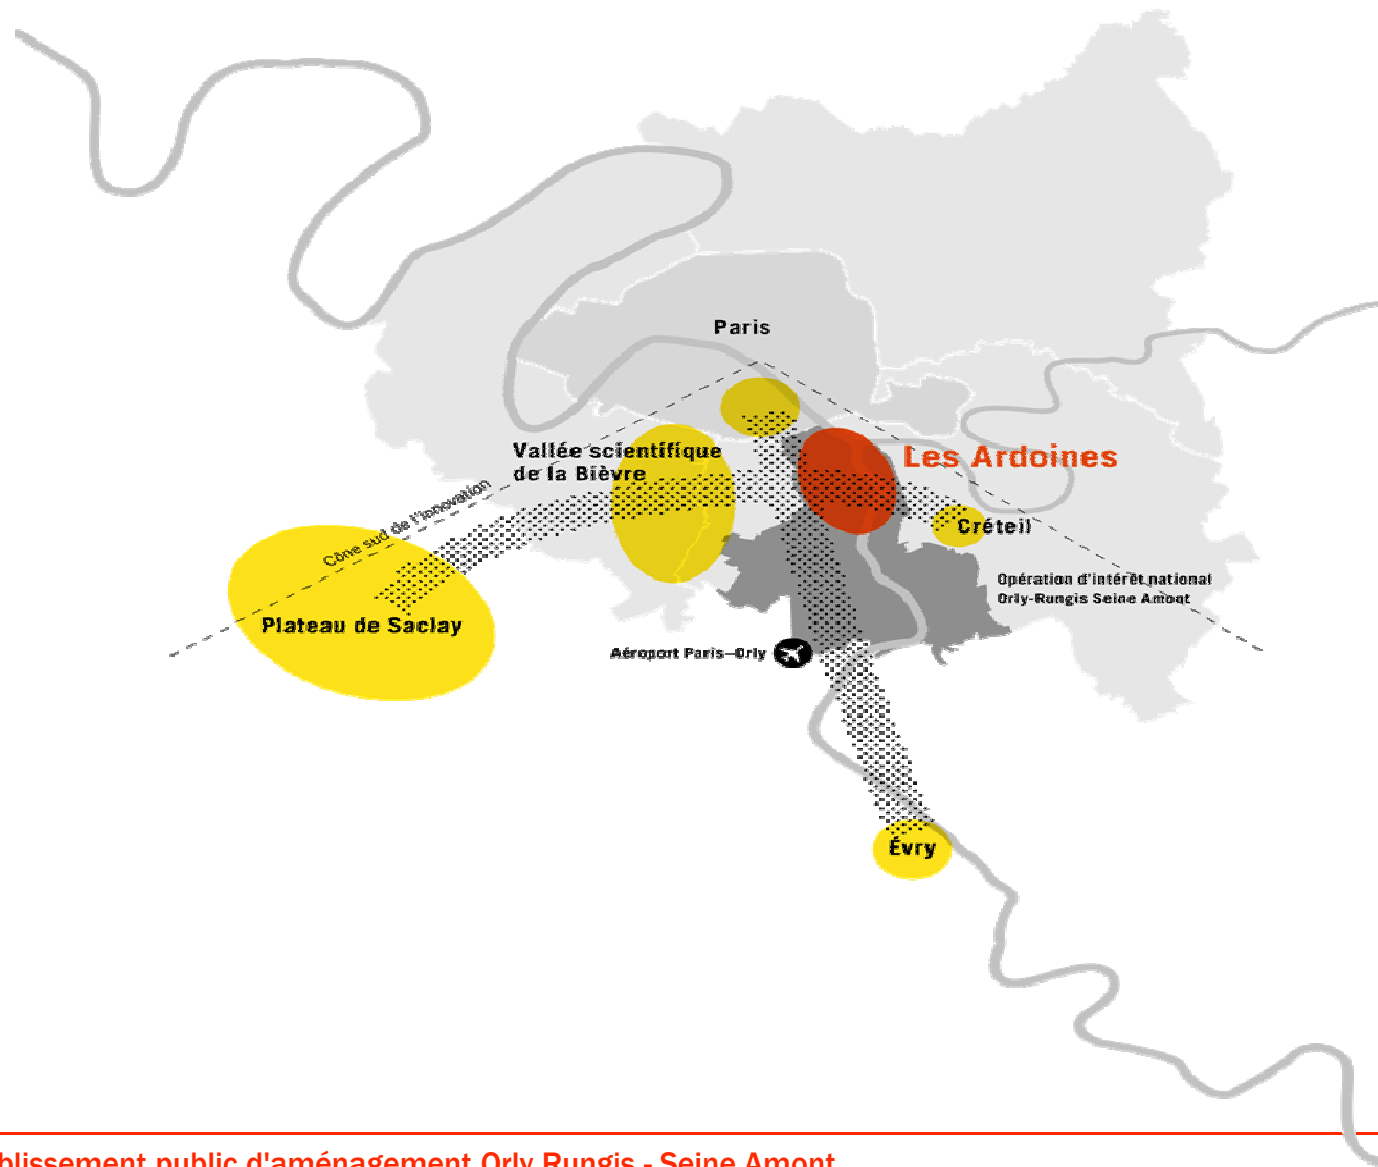 Paris
Vallée scientifique
de la Bièvre
Les Ardoines
Cône sud de l'innovation
Créteil
Opération d'intérêt national
Orly-Rungis Seine Amont
Plateau de Saclay
Aéroport Paris–Orly
Évry
blissement public d'aménagement Orly Rungis - Seine Amont